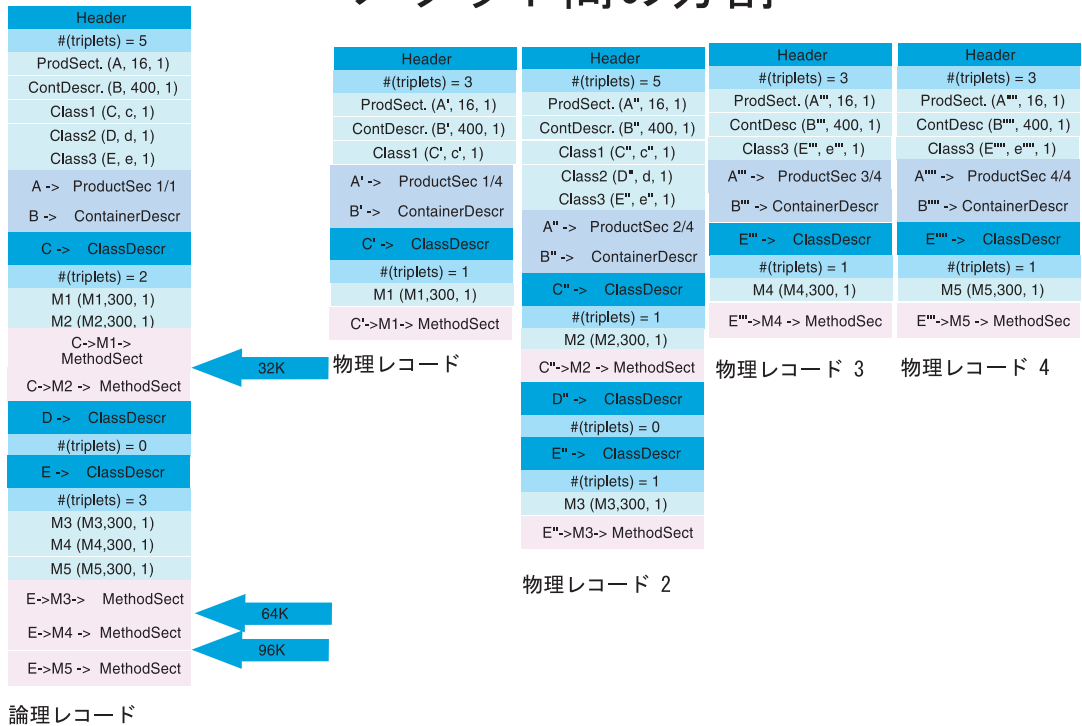 Header
#(triplets) = 5
ProdSect. (A, 16, 1)
ContDescr. (B, 400, 1)
Class1 (C, c, 1)
Class2 (D, d, 1)
Class3 (E, e, 1)
A -> ProductSec 1/1
B -> ContainerDescr
C -> ClassDescr
#(triplets) = 2
M1 (M1,300, 1)
M2 (M2,300, 1)
C->M1->
MethodSect
C->M2 -> MethodSect
D -> ClassDescr
#(triplets) = 0
E -> ClassDescr
#(triplets) = 3
M3 (M3,300, 1)
M4 (M4,300, 1)
M5 (M5,300, 1)
E->M3-> MethodSect
E->M4 -> MethodSect
E->M5 -> MethodSect
論理レコード
32K
64K
96K
Header
#(triplets) = 3
ProdSect. (A', 16, 1)
ContDescr. (B', 400, 1)
Class1 (C', c', 1)
A' -> ProductSec 1/4
B' -> ContainerDescr
C' -> ClassDescr
#(triplets) = 1
M1 (M1,300, 1)
C'->M1-> MethodSect
物理レコード
Header
#(triplets) = 5
ProdSect. (A", 16, 1)
ContDescr. (B", 400, 1)
Class1 (C", c", 1)
Class2 (D", d, 1)
Class3 (E", e", 1)
A" -> ProductSec 2/4
B" -> ContainerDescr
C" -> ClassDescr
#(triplets) = 1
M2 (M2,300, 1)
C"->M2 -> MethodSect
D" -> ClassDescr
#(triplets) = 0
E" -> ClassDescr
#(triplets) = 1
M3 (M3,300, 1)
E"->M3-> MethodSect
物理レコード 2
Header
#(triplets) = 3
ProdSect. (A"', 16, 1)
ContDesc (B"', 400, 1)
Class3 (E"', e"', 1)
A"' -> ProductSec 3/4
B"' -> ContainerDescr
E"' -> ClassDescr
#(triplets) = 1
M4 (M4,300, 1)
E"'->M4 -> MethodSec
物理レコード 3
Header
#(triplets) = 3
ProdSect. (A"", 16, 1)
ContDesc (B"", 400, 1)
Class3 (E"", e"", 1)
A"" -> ProductSec 4/4
B"" -> ContainerDescr
E"" -> ClassDescr
#(triplets) = 1
M5 (M5,300, 1)
E"'->M5 -> MethodSec
物理レコード 4